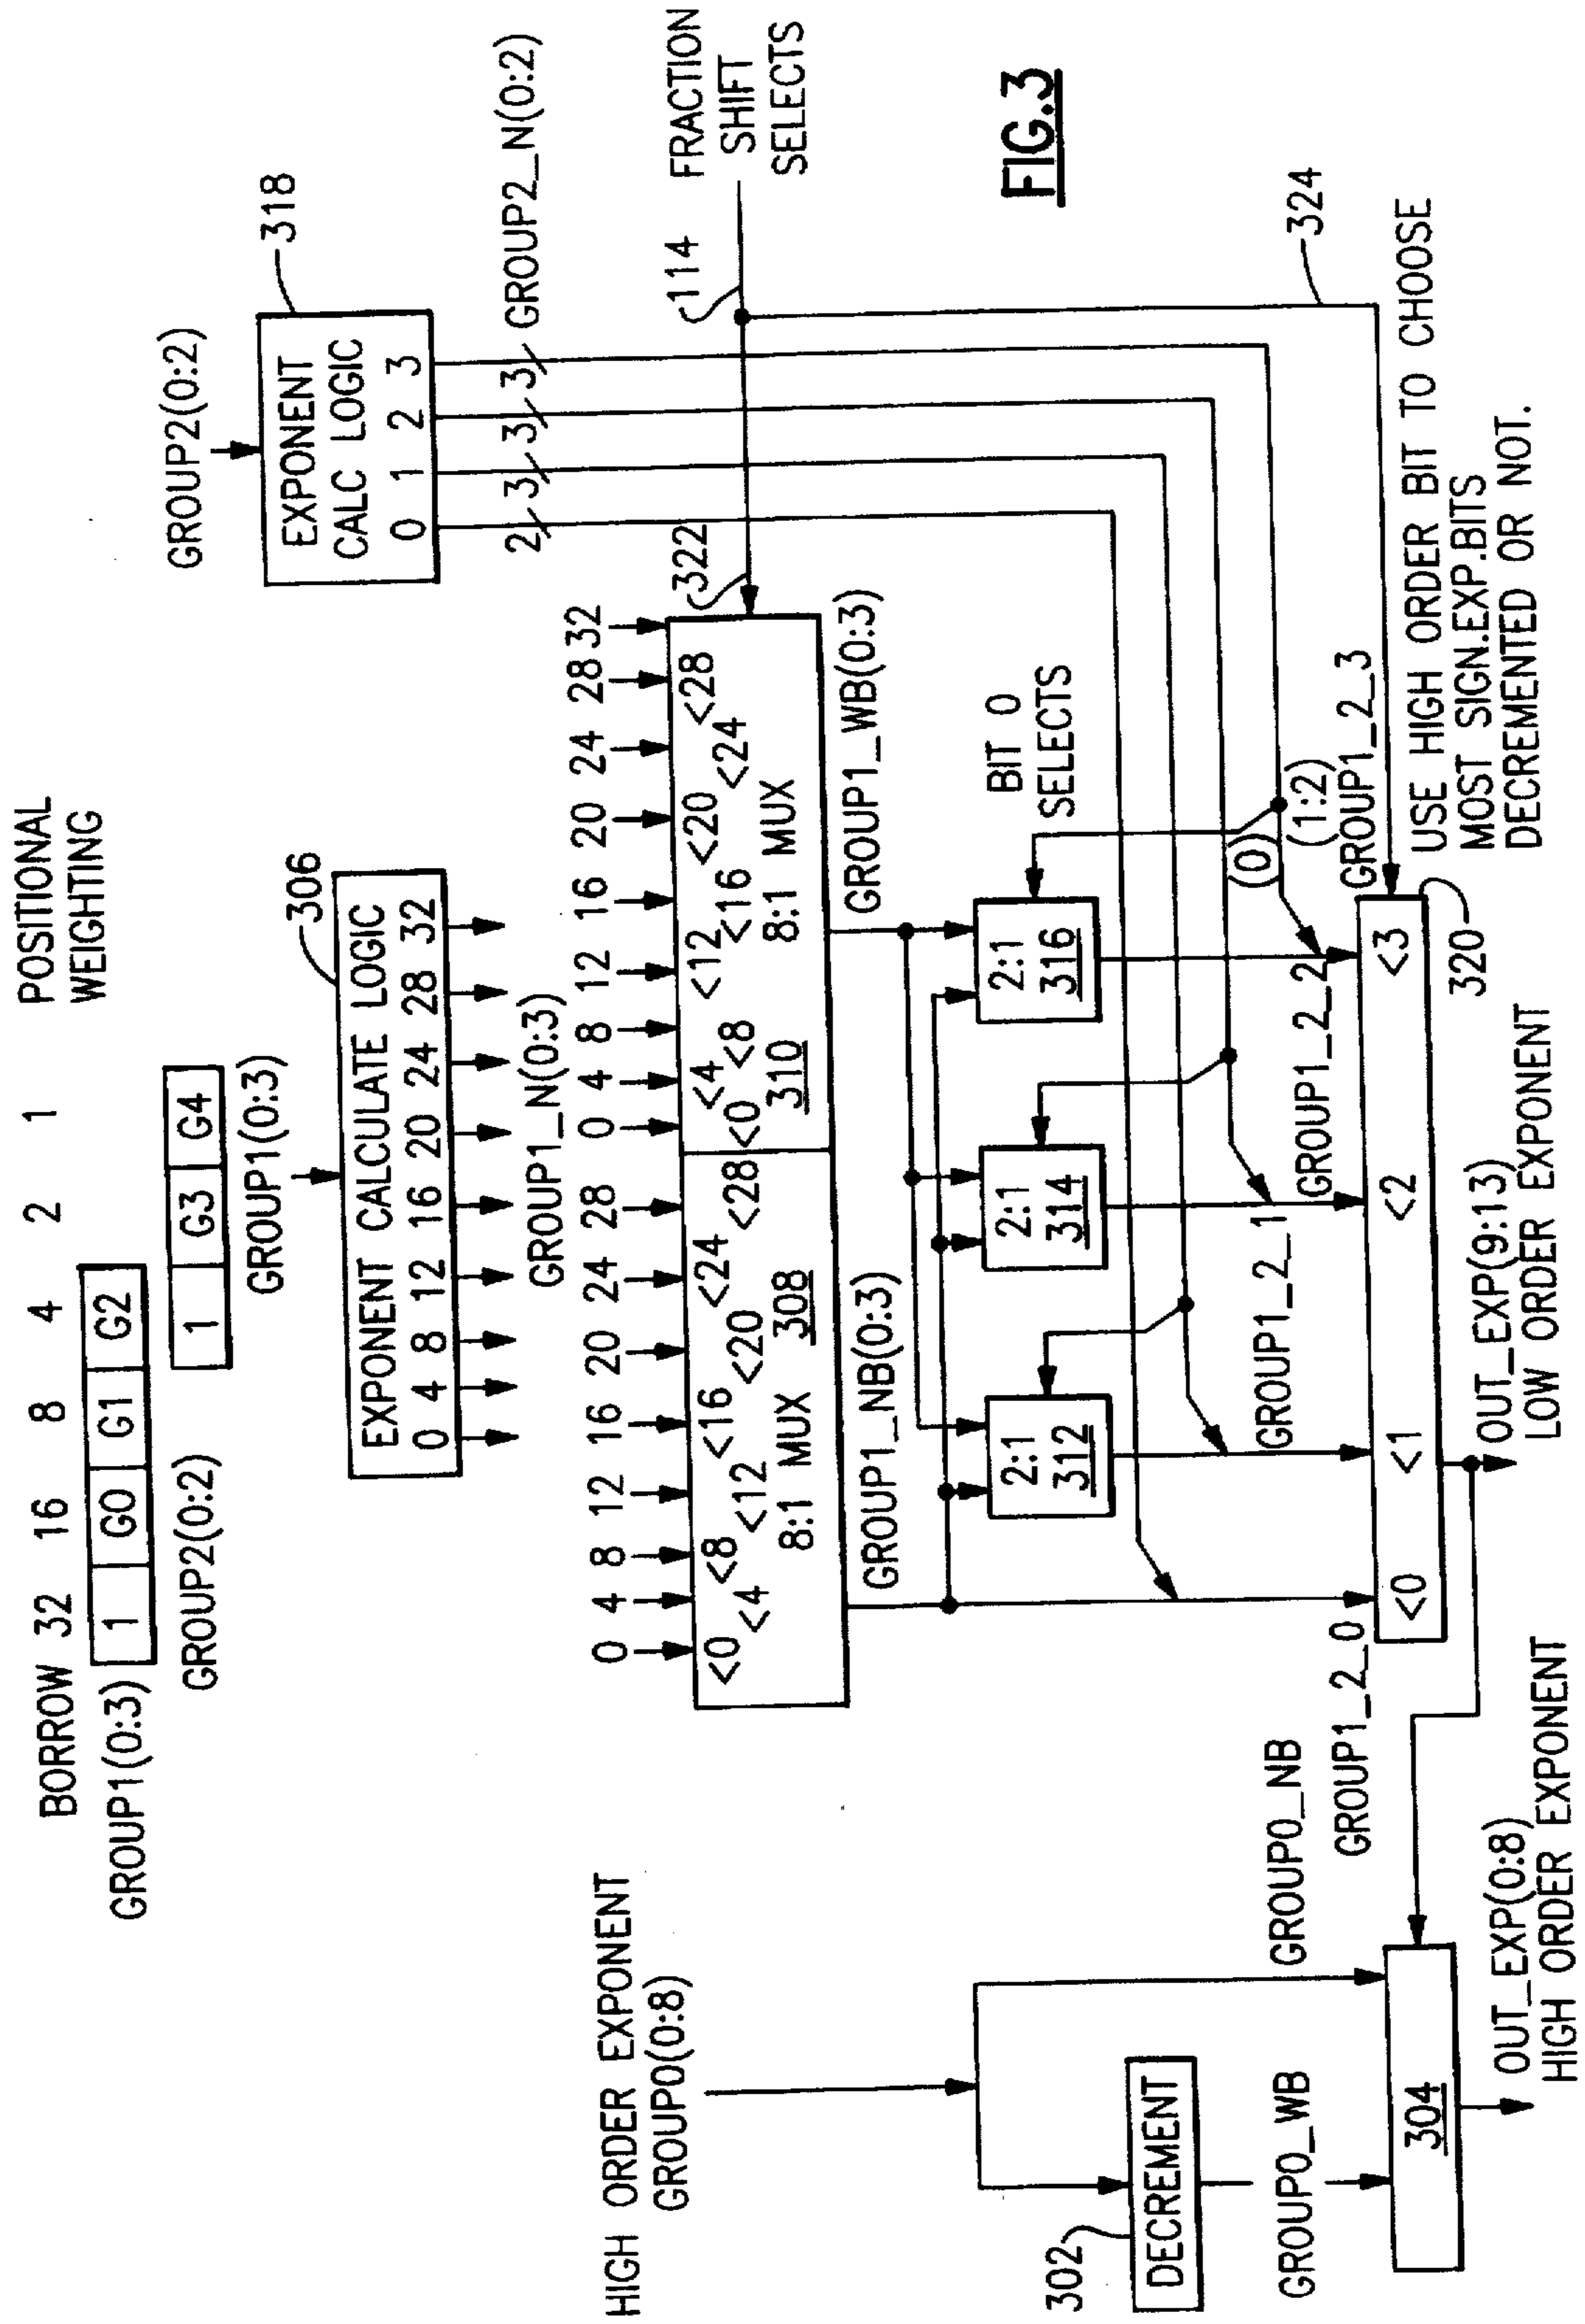 BORROW 32 16 8 4 2 1 POSITIONAL
WEIGHTING
GROUP1(0:3) 1 G0 G1 G2
GROUP2(0:2) 1 G3 G4
GROUP1(0:3)
GROUP2(0:2)
306
EXPONENT CALCULATE LOGIC
0 4 8 12 16 20 24 28 32
GROUP1_N(0:3)
318
EXPONENT
CALC LOGIC
0 1 2 3
2 3 3 3 GROUP2_N(0:2)
HIGH ORDER EXPONENT
GROUP0(0:8)
0 4 8 12 16 20 24 28
0 4 8 12 16 20 24 28 32
322
114
FRACTION
SHIFT
SELECTS
<0 <8 <16 <24
<4 <12 <20 <28
8:1 MUX 308
<4 <12 <20 <28
<0 <8 <16 <24
310 8:1 MUX
GROUP1_NB(0:3)
GROUP1_WB(0:3)
2:1
312
2:1
314
2:1
316
BIT 0
SELECTS
FIG.3
302
DECREMENT
GROUP0_WB
GROUP0_NB
(0)
(1:2)
GROUP1_2_0
GROUP1_2_1
GROUP1_2_2
GROUP1_2_3
324
<0 <1 <2 <3
320
USE HIGH ORDER BIT TO CHOOSE
MOST SIGN.EXP.BITS
DECREMENTED OR NOT.
304
OUT_EXP(0:8)
HIGH ORDER EXPONENT
OUT_EXP(9:13)
LOW ORDER EXPONENT